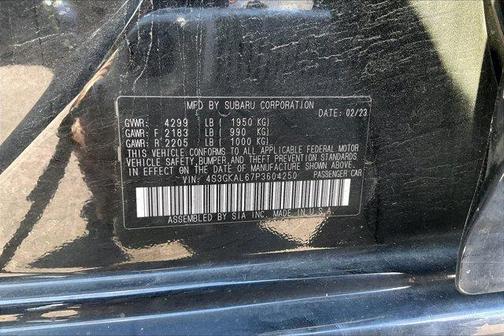 MFD BY SUBARU CORPORATION
DATE 02/23
GVWR: 4299 LB ( 1950 KG)
GAWR: F 2183 LB ( 990 KG)
GAWR: R 2205 LB ( 1000 KG)
THIS VEHICLE CONFORMS TO ALL APPLICABLE FEDERAL MOTOR
VEHICLE SAFETY, BUMPER, AND THEFT PREVENTION STANDARDS
IN EFFECT ON THE DATE OF MANUFACTURE SHOWN ABOVE.
VIN: 4S3GKAL67P3604250 PASSENGER CAR
ASSEMBLED BY SIA INC. MADE IN U.S.A